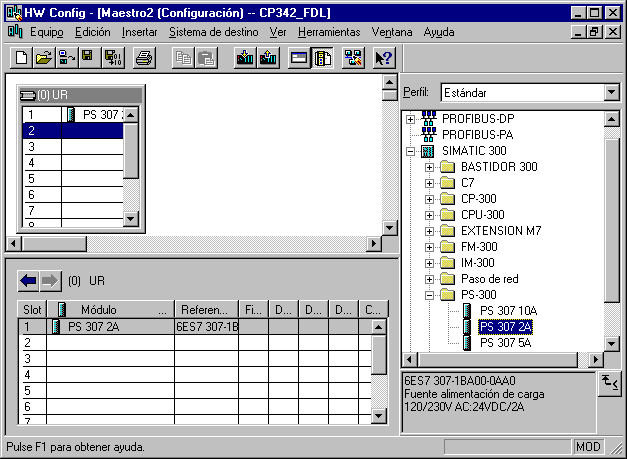 HW Config - [Maestro2 (Configuración) -- CP342_FDL]
Equipo Edición Insertar Sistema de destino Ver Herramientas Ventana Ayuda
(0) UR
1 PS 307 2
2
3
4
5
6
7
Perfil: Estándar
PROFIBUS-DP
PROFIBUS-PA
SIMATIC 300
BASTIDOR 300
C7
CP-300
CPU-300
EXTENSION M7
FM-300
IM-300
Paso de red
PS-300
PS 307 10A
PS 307 2A
PS 307 5A
(0) UR
Slot Módulo ... Referen... Fi... D... D... D... C...
1 PS 307 2A 6ES7 307-1B
2
3
4
5
6
7
6ES7 307-1BA00-0AA0
Fuente alimentación de carga
120/230V AC:24VDC/2A
Pulse F1 para obtener ayuda. MOD